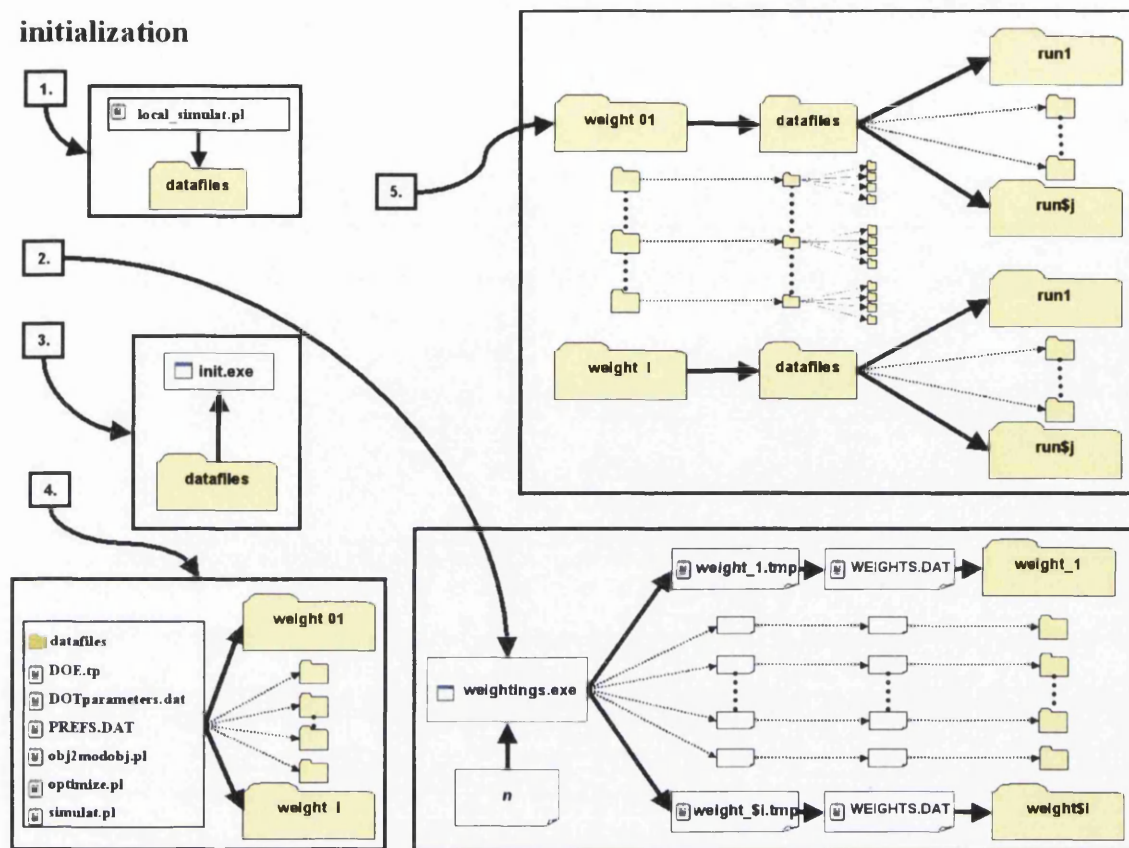 initialization
1.
local_simulat.pl
datafiles
2.
3.
init.exe
datafiles
4.
datafiles
DOE.tp
DOTparameters.dat
PREFS.DAT
obj2modobj.pl
optimize.pl
simulat.pl
weight 01
weight i
5.
weight 01
datafiles
run1
run$j
weight i
datafiles
run1
run$j
weightings.exe
n
weight_1.tmp
WEIGHTS.DAT
weight_1
weight_$i.tmp
WEIGHTS.DAT
weight$i